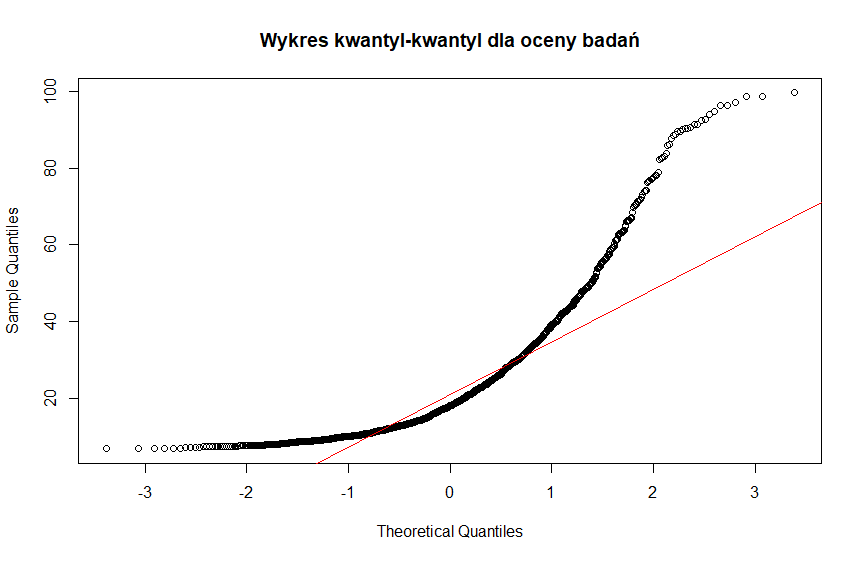 Wykres kwantyl-kwantyl dla oceny badań
100
80
60
40
20
Sample Quantiles
-3 -2 -1 0 1 2 3
Theoretical Quantiles